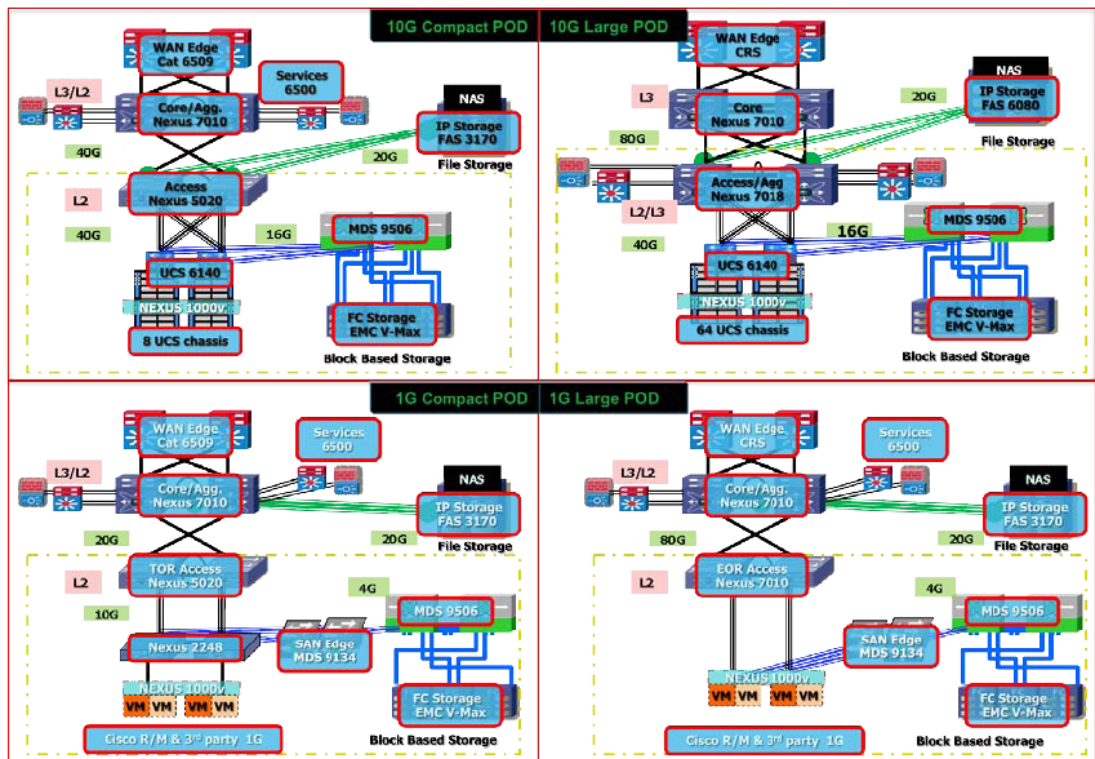 10G Compact POD
WAN Edge
Cat 6509
Services
6500
L3/L2
Core/Agg.
Nexus 7010
NAS
IP Storage
FAS 3170
File Storage
40G
20G
Access
Nexus 5020
L2
40G
16G
MDS 9506
UCS 6140
NEXUS 1000v
8 UCS chassis
FC Storage
EMC V-Max
Block Based Storage
10G Large POD
WAN Edge
CRS
L3
Core
Nexus 7010
NAS
IP Storage
FAS 6080
File Storage
20G
80G
Access/Agg
Nexus 7018
L2/L3
40G
16G
MDS 9506
UCS 6140
NEXUS 1000v
64 UCS chassis
FC Storage
EMC V-Max
Block Based Storage
1G Compact POD
WAN Edge
Cat 6509
Services
6500
L3/L2
Core/Agg.
Nexus 7010
NAS
IP Storage
FAS 3170
File Storage
20G
20G
TOR Access
Nexus 5020
L2
10G
4G
MDS 9506
Nexus 2248
SAN Edge
MDS 9134
NEXUS 1000v
VM VM VM VM
FC Storage
EMC V-Max
Cisco R/M & 3rd party 1G
Block Based Storage
1G Large POD
WAN Edge
CRS
Services
6500
L3/L2
Core/Agg.
Nexus 7010
NAS
IP Storage
FAS 3170
File Storage
80G
20G
EOR Access
Nexus 7010
L2
4G
MDS 9506
SAN Edge
MDS 9134
NEXUS 1000v
VM VM VM VM
FC Storage
EMC V-Max
Cisco R/M & 3rd party 1G
Block Based Storage